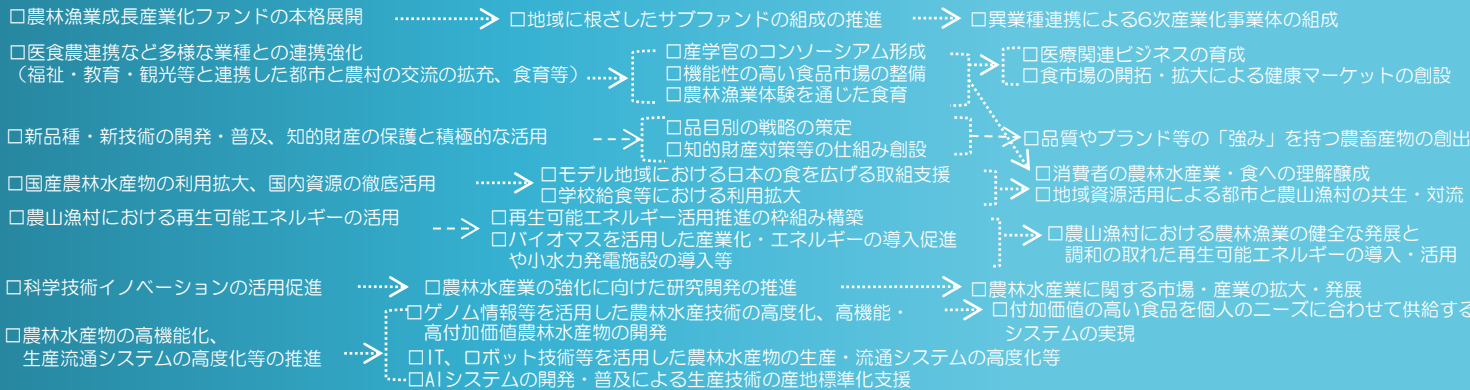 □農林漁業成長産業化ファンドの本格展開
□地域に根ざしたサブファンドの組成の推進
□異業種連携による6次産業化事業体の組成
□医食農連携など多様な業種との連携強化
（福祉・教育・観光等と連携した都市と農村の交流の拡充、食育等）
□産学官のコンソーシアム形成
□機能性の高い食品市場の整備
□農林漁業体験を通じた食育
□医療関連ビジネスの育成
□食市場の開拓・拡大による健康マーケットの創設
□新品種・新技術の開発・普及、知的財産の保護と積極的な活用
□品目別の戦略の策定
□知的財産対策等の仕組み創設
□品質やブランド等の「強み」を持つ農畜産物の創出
□国産農林水産物の利用拡大、国内資源の徹底活用
□モデル地域における日本の食を広げる取組支援
□学校給食等における利用拡大
□消費者の農林水産業・食への理解醸成
□地域資源活用による都市と農山漁村の共生・対流
□農山漁村における再生可能エネルギーの活用
□再生可能エネルギー活用推進の枠組み構築
□バイオマスを活用した産業化・エネルギーの導入促進
や小水力発電施設の導入等
□農山漁村における農林漁業の健全な発展と
調和の取れた再生可能エネルギーの導入・活用
□科学技術イノベーションの活用促進
□農林水産業の強化に向けた研究開発の推進
□農林水産業に関する市場・産業の拡大・発展
□農林水産物の高機能化、
生産流通システムの高度化等の推進
□ゲノム情報等を活用した農林水産技術の高度化、高機能・
高付加価値農林水産物の開発
□IT、ロボット技術等を活用した農林水産物の生産・流通システムの高度化等
□AIシステムの開発・普及による生産技術の産地標準化支援
□付加価値の高い食品を個人のニーズに合わせて供給する
システムの実現